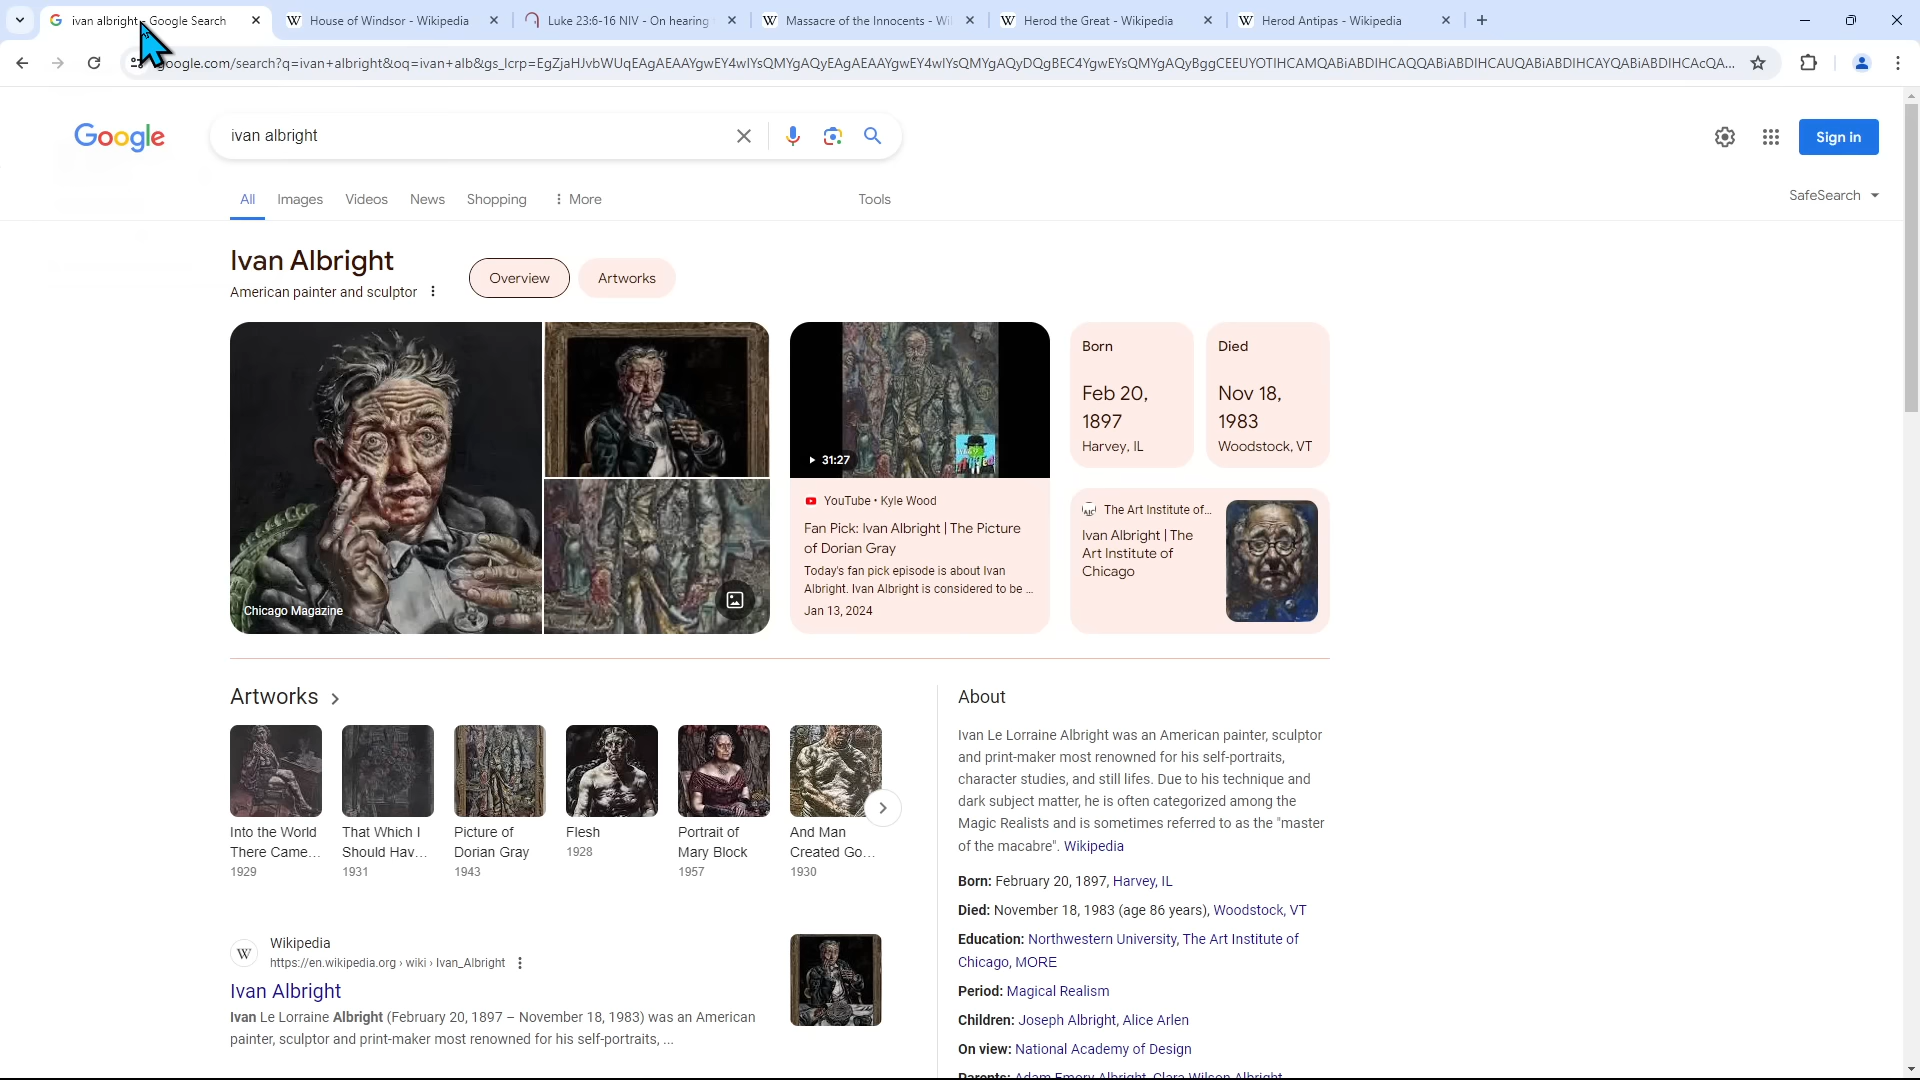 ivan albright - Google Search
House of Windsor - Wikipedia
Luke 23:6-16 NIV - On hearing
Massacre of the Innocents - Wi
Herod the Great - Wikipedia
Herod Antipas - Wikipedia
google.com/search?q=ivan+albright&oq=ivan+alb&gs_lcrp=EgZjaHJvbWUqEAgAEAAYgwEY4wIYsQMYgAQyEAgAEAAYgwEY4wIYsQMYgAQyDQgBEC4YgwEYsQMYgAQyBggCEEUYOTIHCAMQABiABDIHCAQQABiABDIHCAUQABiABDIHCAYQABiABDIHCAcQA...
Google
ivan albright
Sign in
All
Images
Videos
News
Shopping
More
Tools
SafeSearch
Ivan Albright
American painter and sculptor
Overview
Artworks
Chicago Magazine
31:27
YouTube • Kyle Wood
Fan Pick: Ivan Albright | The Picture
of Dorian Gray
Today's fan pick episode is about Ivan
Albright. Ivan Albright is considered to be ...
Jan 13, 2024
Born
Feb 20,
1897
Harvey, IL
Died
Nov 18,
1983
Woodstock, VT
The Art Institute of...
Ivan Albright | The
Art Institute of
Chicago
Artworks
Into the World
There Came...
1929
That Which I
Should Hav...
1931
Picture of
Dorian Gray
1943
Flesh
1928
Portrait of
Mary Block
1957
And Man
Created Go...
1930
Wikipedia
https://en.wikipedia.org › wiki › Ivan_Albright
Ivan Albright
Ivan Le Lorraine Albright (February 20, 1897 – November 18, 1983) was an American
painter, sculptor and print-maker most renowned for his self-portraits, ...
About
Ivan Le Lorraine Albright was an American painter, sculptor
and print-maker most renowned for his self-portraits,
character studies, and still lifes. Due to his technique and
dark subject matter, he is often categorized among the
Magic Realists and is sometimes referred to as the "master
of the macabre". Wikipedia
Born: February 20, 1897, Harvey, IL
Died: November 18, 1983 (age 86 years), Woodstock, VT
Education: Northwestern University, The Art Institute of
Chicago, MORE
Period: Magical Realism
Children: Joseph Albright, Alice Arlen
On view: National Academy of Design
Parents: Adam Emory Albright, Clara Wilson Albright